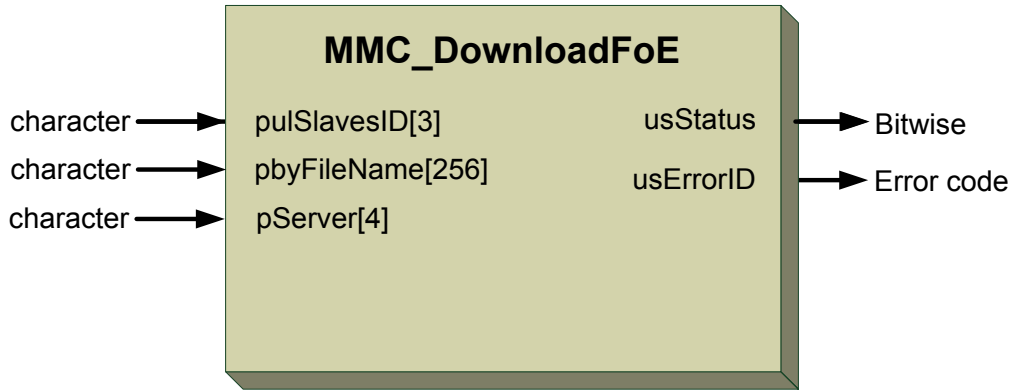 MMC_DownloadFoE
character pulSlavesID[3] usStatus Bitwise
character pbyFileName[256] usErrorID Error code
character pServer[4]